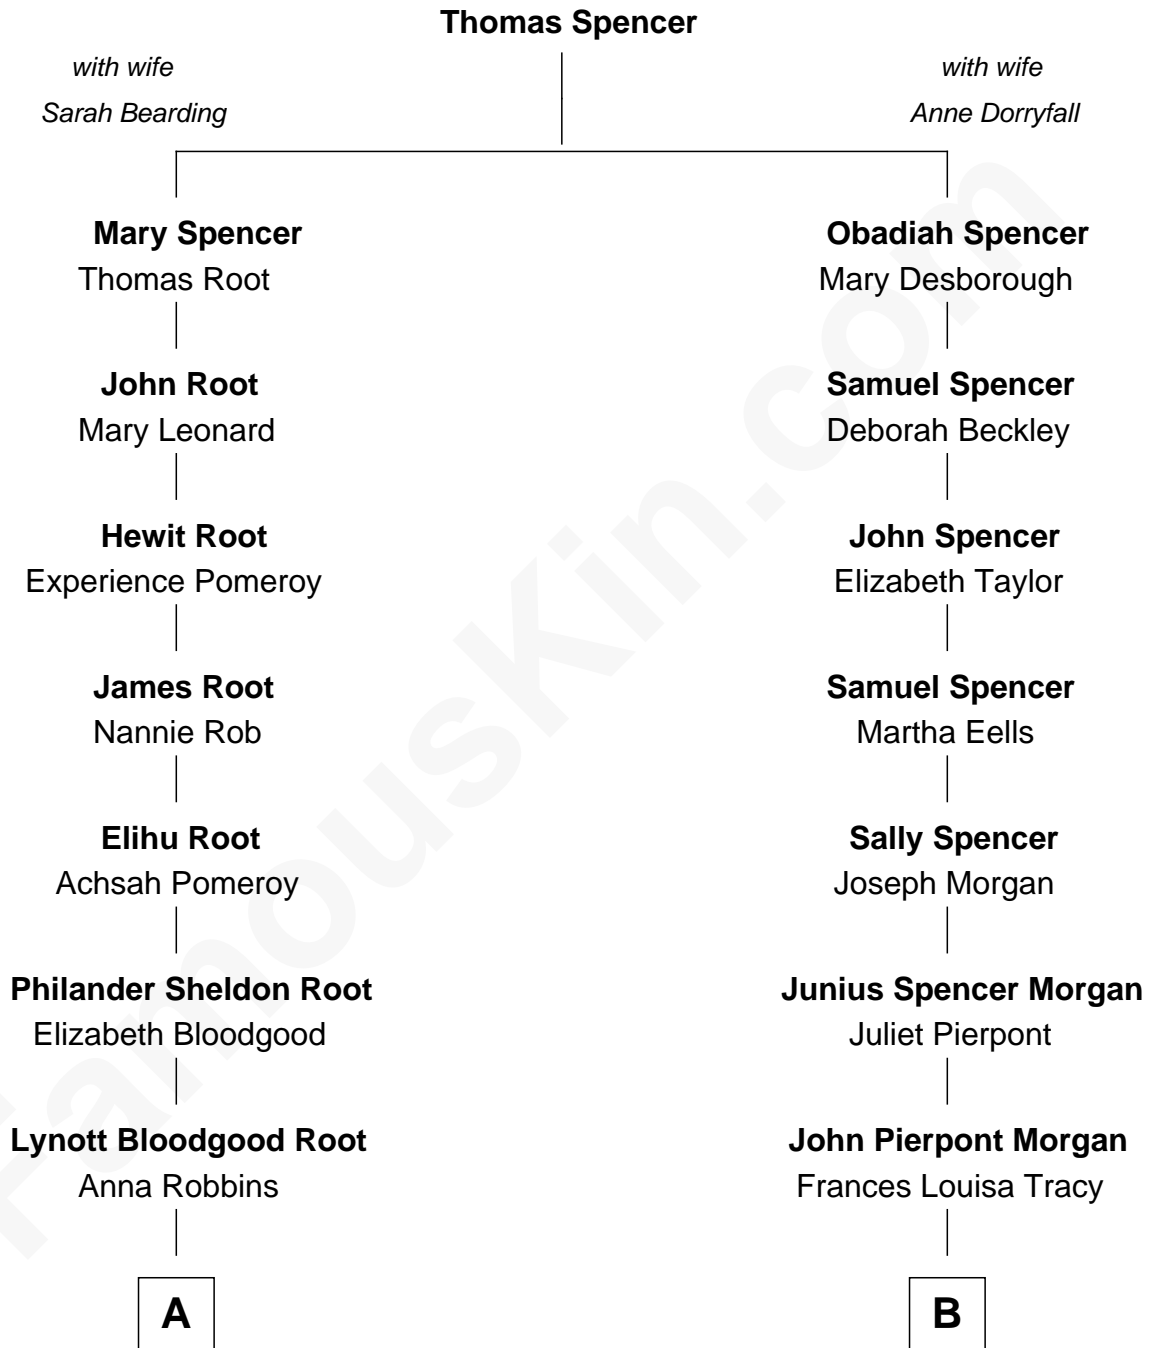 Thomas Spencer
with wife
Sarah Bearding
with wife
Anne Dorryfall
Mary Spencer
Thomas Root
Obadiah Spencer
Mary Desborough
John Root
Mary Leonard
Samuel Spencer
Deborah Beckley
Hewit Root
Experience Pomeroy
John Spencer
Elizabeth Taylor
James Root
Nannie Rob
Samuel Spencer
Martha Eells
Elihu Root
Achsah Pomeroy
Sally Spencer
Joseph Morgan
Philander Sheldon Root
Elizabeth Bloodgood
Junius Spencer Morgan
Juliet Pierpont
Lynott Bloodgood Root
Anna Robbins
John Pierpont Morgan
Frances Louisa Tracy
A
B
FamousKin.com